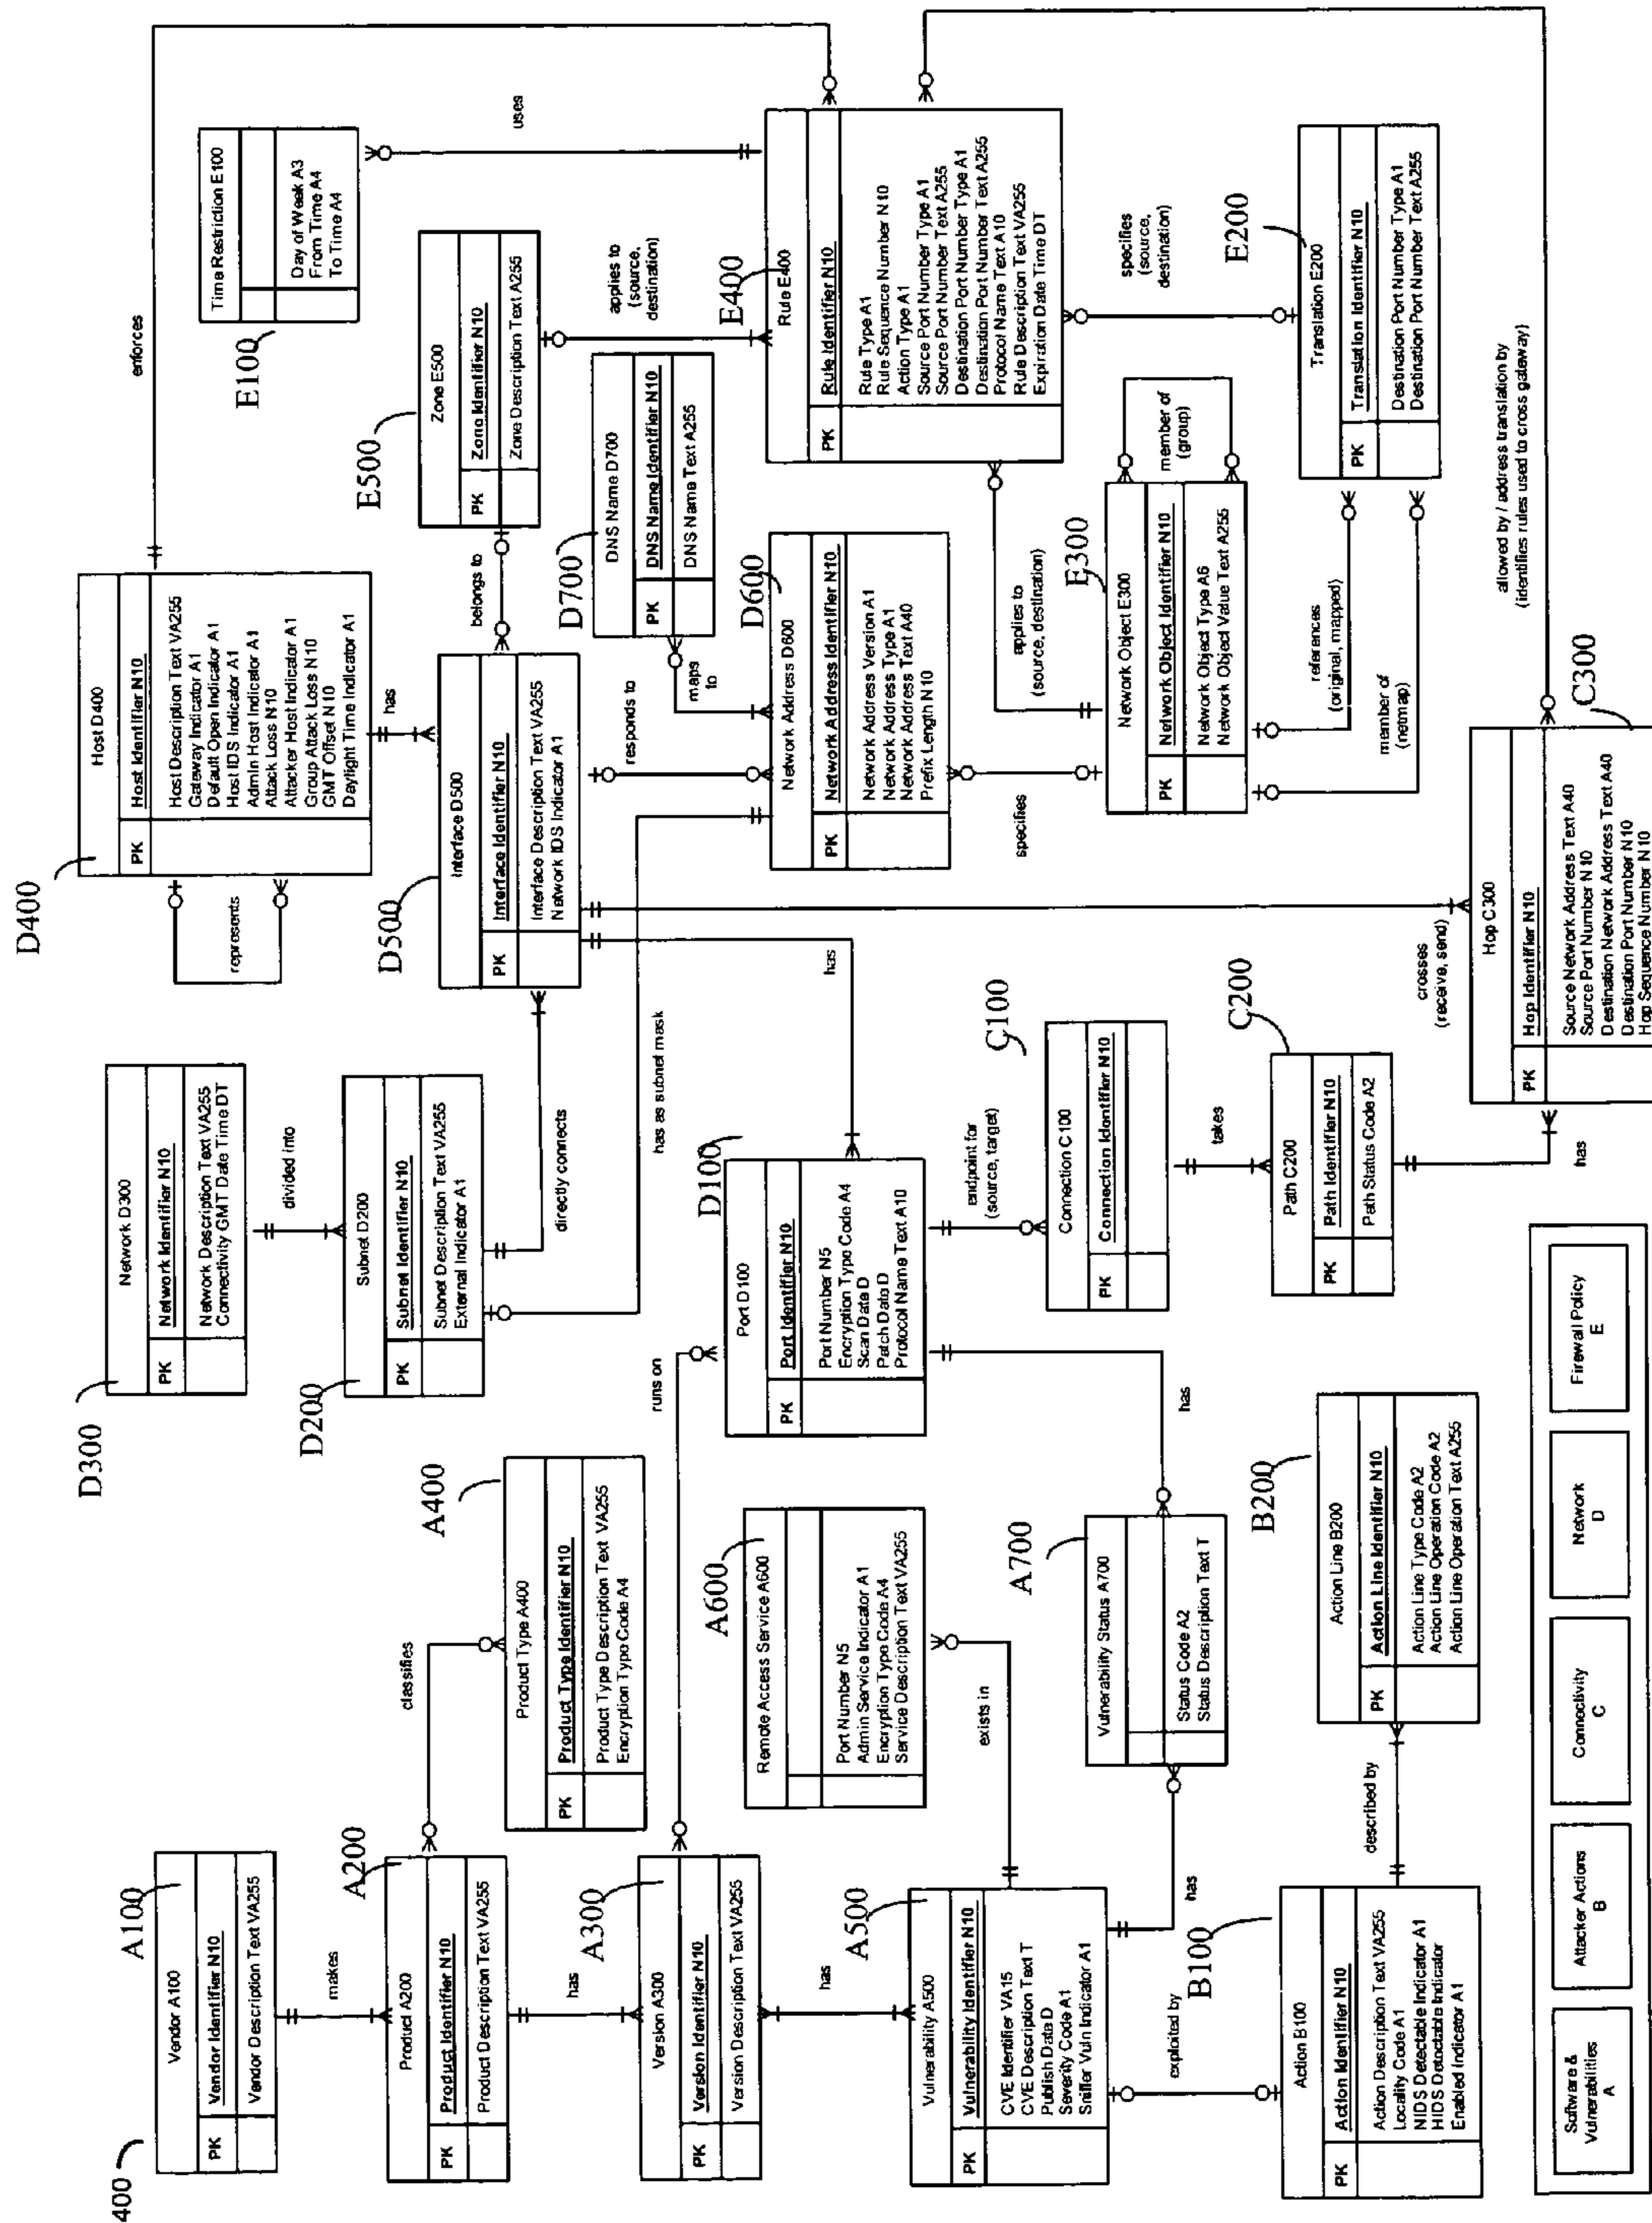 400
A100
Vendor A100
PK
Vendor Identifier N10
Vendor Description Text VA255
makes
A200
Product A200
PK
Product Identifier N10
Product Description Text VA255
classifies
A400
Product Type A400
PK
Product Type Identifier N10
Product Type Description Text VA255
Encryption Type Code A4
has
A300
Version A300
PK
Version Identifier N10
Version Description Text VA255
runs on
has
A500
Vulnerability A500
PK
Vulnerability Identifier N10
CVE Identifier VA15
CVE Description Text T
Publish Date D
Severity Code A1
Sniffer Vuln Indicator A1
A600
Remote Access Service A600
Port Number N5
Admin Service Indicator A1
Encryption Type Code A4
Service Description Text VA255
exists in
A700
Vulnerability Status A700
Status Code A2
Status Description Text T
has
has
exploited by
B100
Action B100
PK
Action Identifier N10
Action Description Text VA255
Locality Code A1
NIDS Detectable Indicator A1
HIDS Detectable Indicator
Enabled Indicator A1
described by
B200
Action Line B200
PK
Action Line Identifier N10
Action Line Type Code A2
Action Line Operation Code A2
Action Line Operation Text A255
D300
Network D300
PK
Network Identifier N10
Network Description Text VA255
Connectivity GMT Date Time DT
divided into
D200
Subnet D200
PK
Subnet Identifier N10
Subnet Description Text VA255
External Indicator A1
directly connects
has as subnet mask
D100
Port D100
PK
Port Identifier N10
Port Number N5
Encryption Type Code A4
Scan Date D
Patch Date D
Protocol Name Text A10
has
endpoint for
(source, target)
C100
Connection C100
PK
Connection Identifier N10
takes
C200
Path C200
PK
Path Identifier N10
Path Status Code A2
has
D400
Host D400
PK
Host Identifier N10
Host Description Text VA255
Gateway Indicator A1
Default Open Indicator A1
Host IDS Indicator A1
Admin Host Indicator A1
Attack Loss N10
Attacker Host Indicator A1
Group Attack Loss N10
GMT Offset N10
Daylight Time Indicator A1
represents
has
enforces
D500
Interface D500
PK
Interface Identifier N10
Interface Description Text VA255
Network IDS Indicator A1
belongs to
responds to
crosses
(receive, send)
E500
Zone E500
PK
Zone Identifier N10
Zone Description Text A255
applies to
(source, destination)
E100
Time Restriction E100
Day of Week A3
From Time A4
To Time A4
uses
D700
DNS Name D700
PK
DNS Name Identifier N10
DNS Name Text A255
maps to
D600
Network Address D600
PK
Network Address Identifier N10
Network Address Version A1
Network Address Type A1
Network Address Text A40
Prefix Length N10
specifies
E400
Rule E400
PK
Rule Identifier N10
Rule Type A1
Rule Sequence Number N10
Action Type A1
Source Port Number Type A1
Source Port Number Text A255
Destination Port Number Type A1
Destination Port Number Text A255
Protocol Name Text A10
Rule Description Text VA255
Expiration Date Time DT
applies to
(source, destination)
specifies
(source, destination)
E300
Network Object E300
PK
Network Object Identifier N10
Network Object Type A6
Network Object Value Text A255
member of
(group)
references
(original, mapped)
member of
(netmap)
E200
Translation E200
PK
Translation Identifier N10
Destination Port Number Type A1
Destination Port Number Text A255
allowed by / address translation by
(identifies rules used to cross gateway)
C300
Hop C300
PK
Hop Identifier N10
Source Network Address Text A40
Source Port Number N10
Destination Network Address Text A40
Destination Port Number N10
Hop Sequence Number N10
Software & Vulnerabilities
A
Attacker Actions
B
Connectivity
C
Network
D
Firewall Policy
E